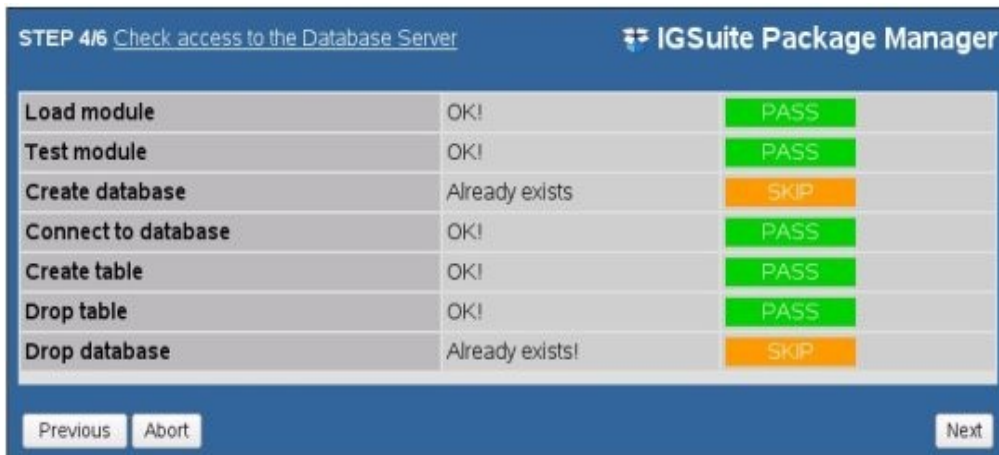 STEP 4/6 Check access to the Database Server
IGSuite Package Manager
Load module OK! PASS
Test module OK! PASS
Create database Already exists SKIP
Connect to database OK! PASS
Create table OK! PASS
Drop table OK! PASS
Drop database Already exists! SKIP
Previous Abort Next